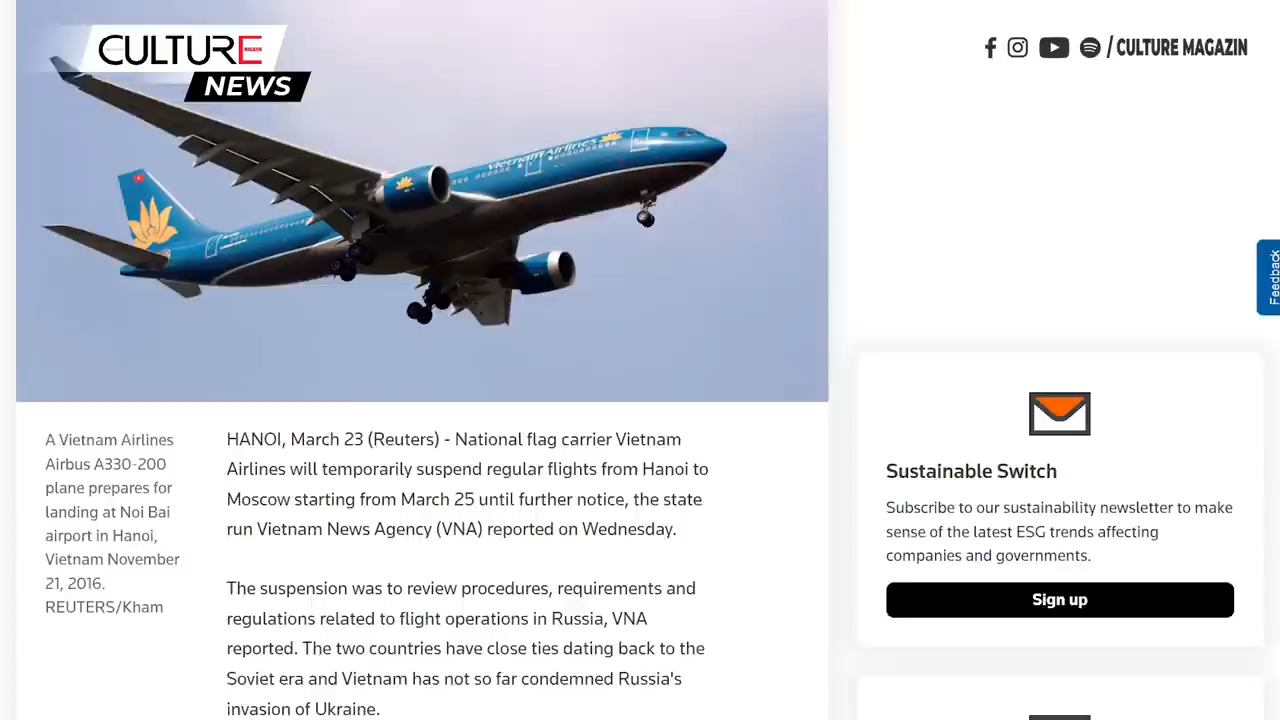 CULTURE
NEWS
/ CULTURE MAGAZIN
Vietnam Airlines
Feedback
A Vietnam Airlines
Airbus A330-200
plane prepares for
landing at Noi Bai
airport in Hanoi,
Vietnam November
21, 2016.
REUTERS/Kham
HANOI, March 23 (Reuters) - National flag carrier Vietnam
Airlines will temporarily suspend regular flights from Hanoi to
Moscow starting from March 25 until further notice, the state
run Vietnam News Agency (VNA) reported on Wednesday.
The suspension was to review procedures, requirements and
regulations related to flight operations in Russia, VNA
reported. The two countries have close ties dating back to the
Soviet era and Vietnam has not so far condemned Russia's
invasion of Ukraine.
Sustainable Switch
Subscribe to our sustainability newsletter to make
sense of the latest ESG trends affecting
companies and governments.
Sign up